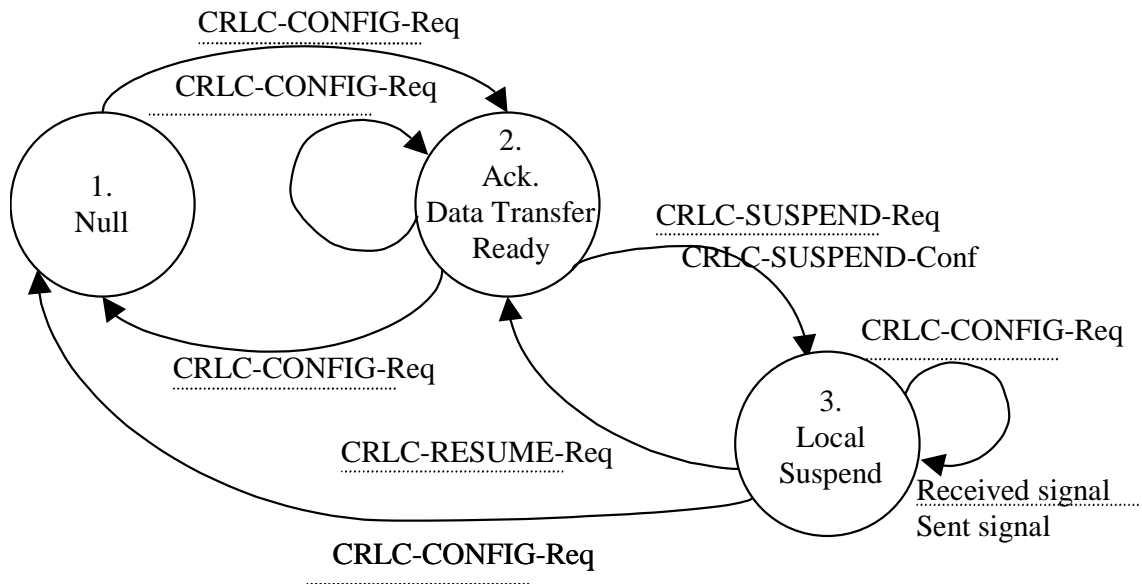 CRLC-CONFIG-Req
CRLC-CONFIG-Req
1.
Null
2.
Ack.
Data Transfer
Ready
CRLC-SUSPEND-Req
CRLC-SUSPEND-Conf
CRLC-CONFIG-Req
CRLC-CONFIG-Req
3.
Local
Suspend
CRLC-RESUME-Req
Received signal
Sent signal
CRLC-CONFIG-Req